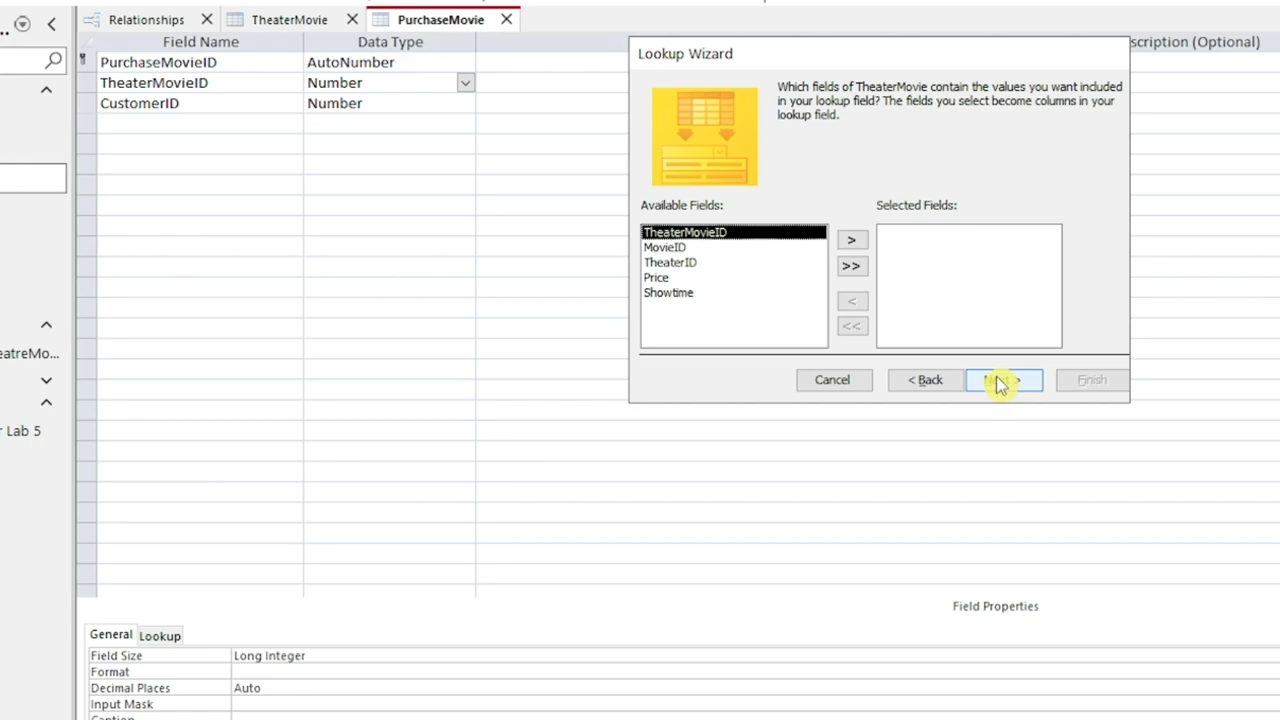 Relationships
TheaterMovie
PurchaseMovie
Field Name
Data Type
scription (Optional)
PurchaseMovieID
AutoNumber
TheaterMovieID
Number
CustomerID
Number
Lookup Wizard
Which fields of TheaterMovie contain the values you want included
in your lookup field? The fields you select become columns in your
lookup field.
Available Fields:
Selected Fields:
TheaterMovieID
MovieID
TheaterID
Price
Showtime
>
>>
<
<<
Cancel
< Back
Finish
eatreMo...
r Lab 5
Field Properties
General
Lookup
Field Size
Long Integer
Format
Decimal Places
Auto
Input Mask